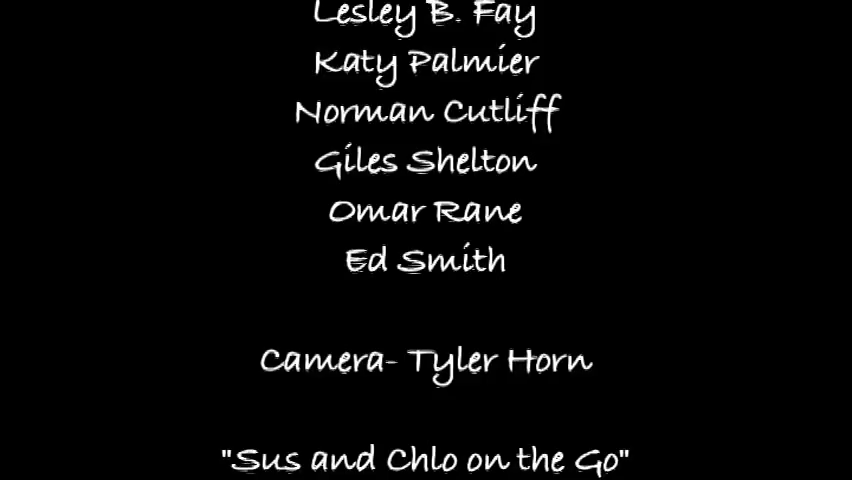 Lesley B. Fay
Katy Palmier
Norman Cutliff
Giles Shelton
Omar Rane
Ed Smith
Camera- Tyler Horn
"Sus and Chlo on the Go"